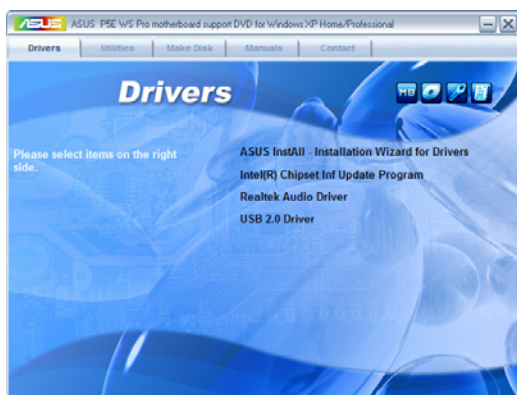 ASUS ASUS P5E WS Pro motherboard support DVD for Windows XP Home/Professional
Drivers Utilities Make Disk Manuals Contact
Drivers
MB
Please select items on the right
side.
ASUS InstAll - Installation Wizard for Drivers
Intel(R) Chipset Inf Update Program
Realtek Audio Driver
USB 2.0 Driver